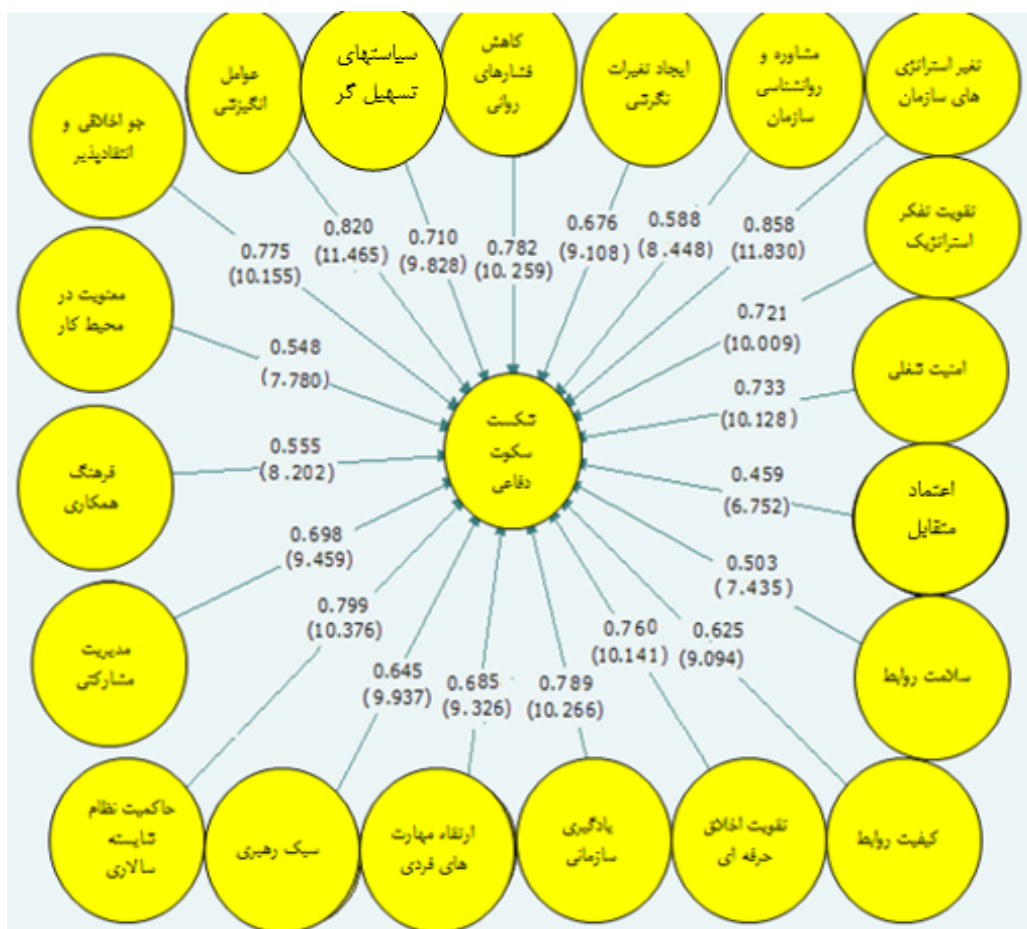 تغیر استراتژی
های سازمان
مشاوره و
روانشناسی
سازمان
ایجاد تغیرات
نگرشی
کاهش
فشارهای
روانی
سیاستهای
تسهیل گر
عوامل
انگیزشی
جو اخلاقی و
انتقادپذیر
0.858
(11.830)
0.588
(8.448)
0.676
(9.108)
0.782
(10.259)
0.710
(9.828)
0.820
(11.465)
0.775
(10.155)
تقویت تفکر
استراتژیک
0.721
(10.009)
معنویت در
محیط کار
0.548
(7.780)
امنیت شغلی
0.733
(10.128)
شکست
سکوت
دفاعی
فرهنگ
همکاری
0.555
(8.202)
اعتماد
متقابل
0.459
(6.752)
0.698
(9.459)
مدیریت
مشارکتی
0.503
(7.435)
سلامت روابط
0.625
(9.094)
0.760
(10.141)
0.789
(10.266)
0.685
(9.326)
0.645
(9.937)
0.799
(10.376)
کیفیت روابط
تقویت اخلاق
حرفه ای
یادگیری
سازمانی
ارتقاء مهارت
های فردی
سبک رهبری
حاکمیت نظام
شایسته
سالاری